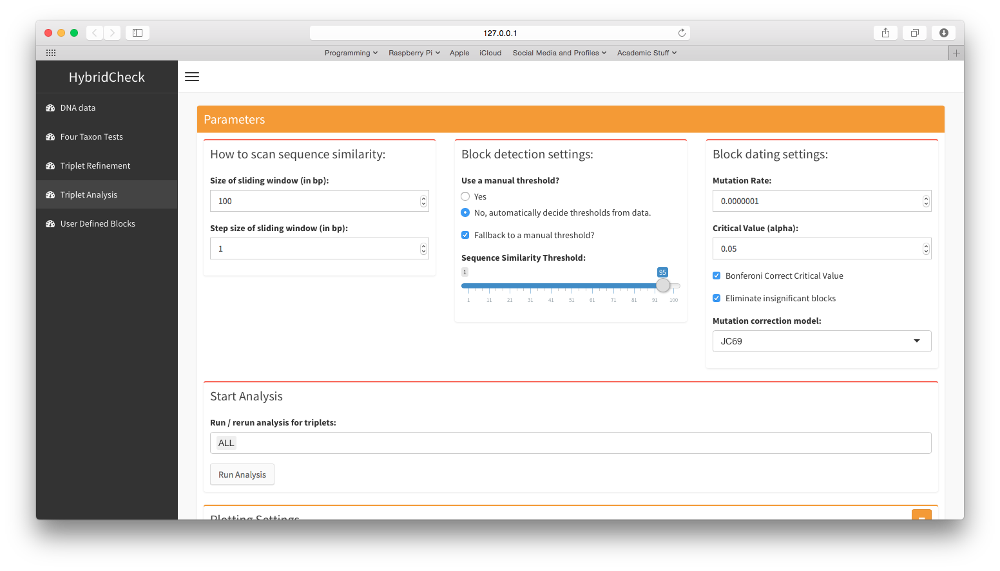 127.0.0.1
Programming
Raspberry Pi
Apple
iCloud
Social Media and Profiles
Academic Stuff
HybridCheck
DNA data
Four Taxon Tests
Triplet Refinement
Triplet Analysis
User Defined Blocks
Parameters
How to scan sequence similarity:
Size of sliding window (in bp):
100
Step size of sliding window (in bp):
1
Block detection settings:
Use a manual threshold?
Yes
No, automatically decide thresholds from data.
Fallback to a manual threshold?
Sequence Similarity Threshold:
1 95
1 11 21 31 41 51 61 71 81 91 100
Block dating settings:
Mutation Rate:
0.0000001
Critical Value (alpha):
0.05
Bonferoni Correct Critical Value
Eliminate insignificant blocks
Mutation correction model:
JC69
Start Analysis
Run / rerun analysis for triplets:
ALL
Run Analysis
Plotting Settings